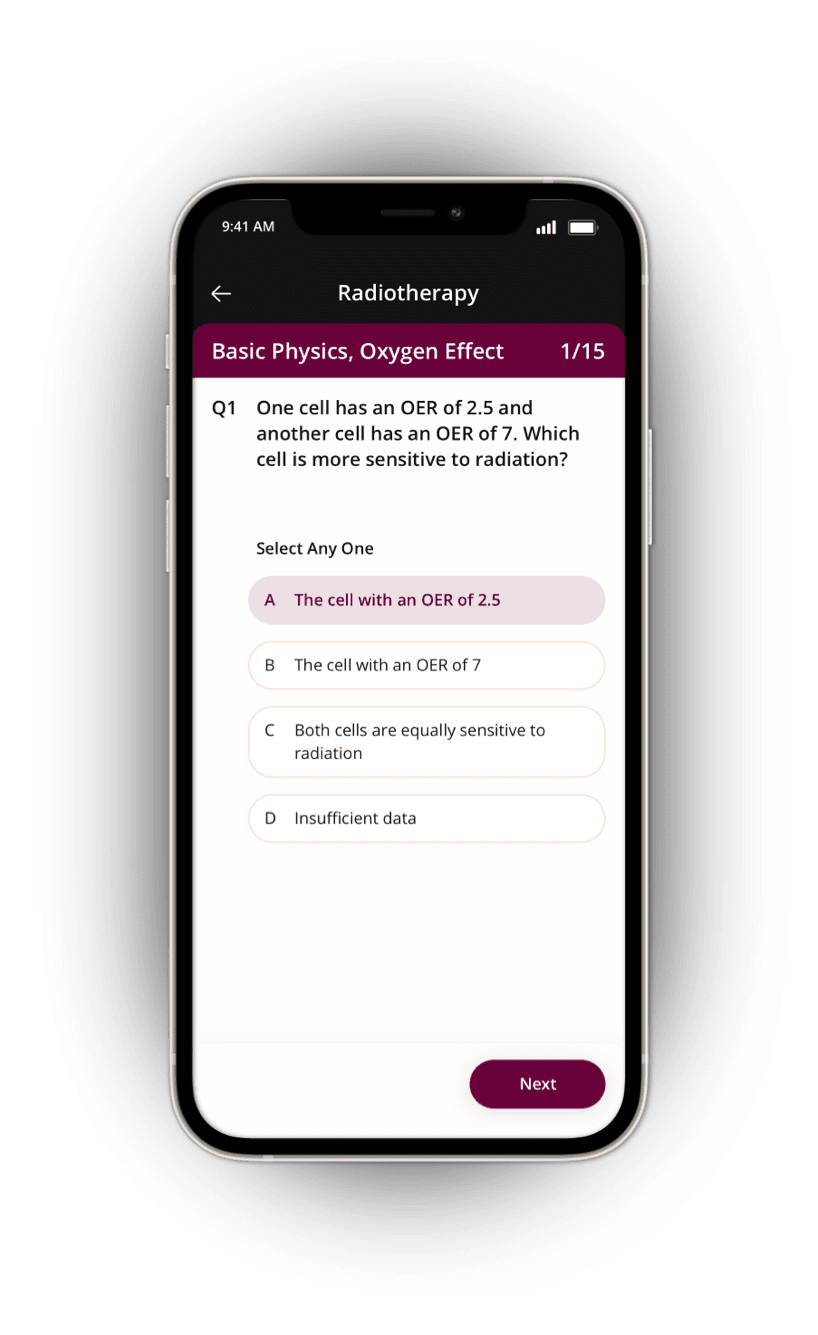 9:41 AM
Radiotherapy
Basic Physics, Oxygen Effect 1/15
Q1 One cell has an OER of 2.5 and
another cell has an OER of 7. Which
cell is more sensitive to radiation?
Select Any One
A The cell with an OER of 2.5
B The cell with an OER of 7
C Both cells are equally sensitive to
radiation
D Insufficient data
Next